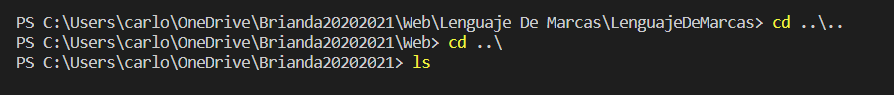 PS C:\Users\carlo\OneDrive\Brianda20202021\Web\Lenguaje De Marcas\LenguajeDeMarcas> cd ..\..
PS C:\Users\carlo\OneDrive\Brianda20202021\Web> cd ..\
PS C:\Users\carlo\OneDrive\Brianda20202021> ls